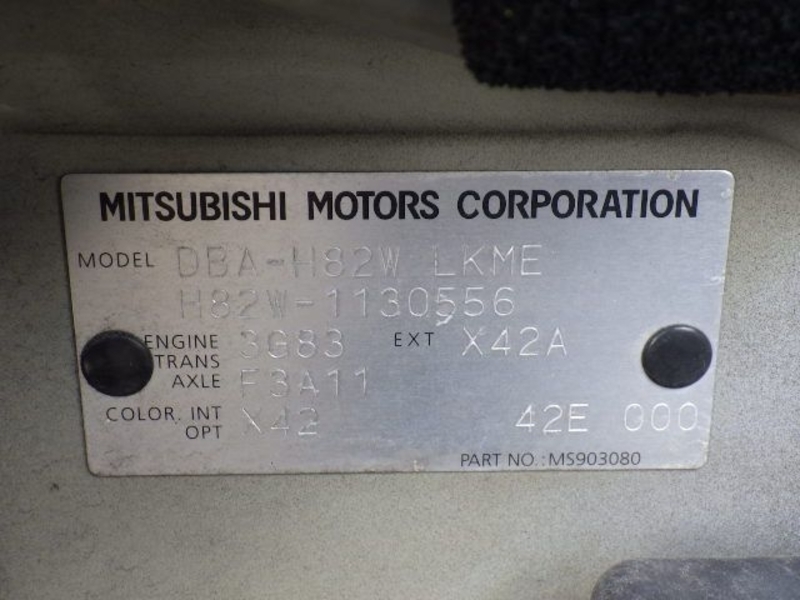 MITSUBISHI MOTORS CORPORATION
MODEL DBA-H82W LKME
H82W-1130556
ENGINE 3G83 EXT X42A
TRANS
AXLE F3A11
COLOR, INT X42 42E 000
OPT
PART NO.:MS903080